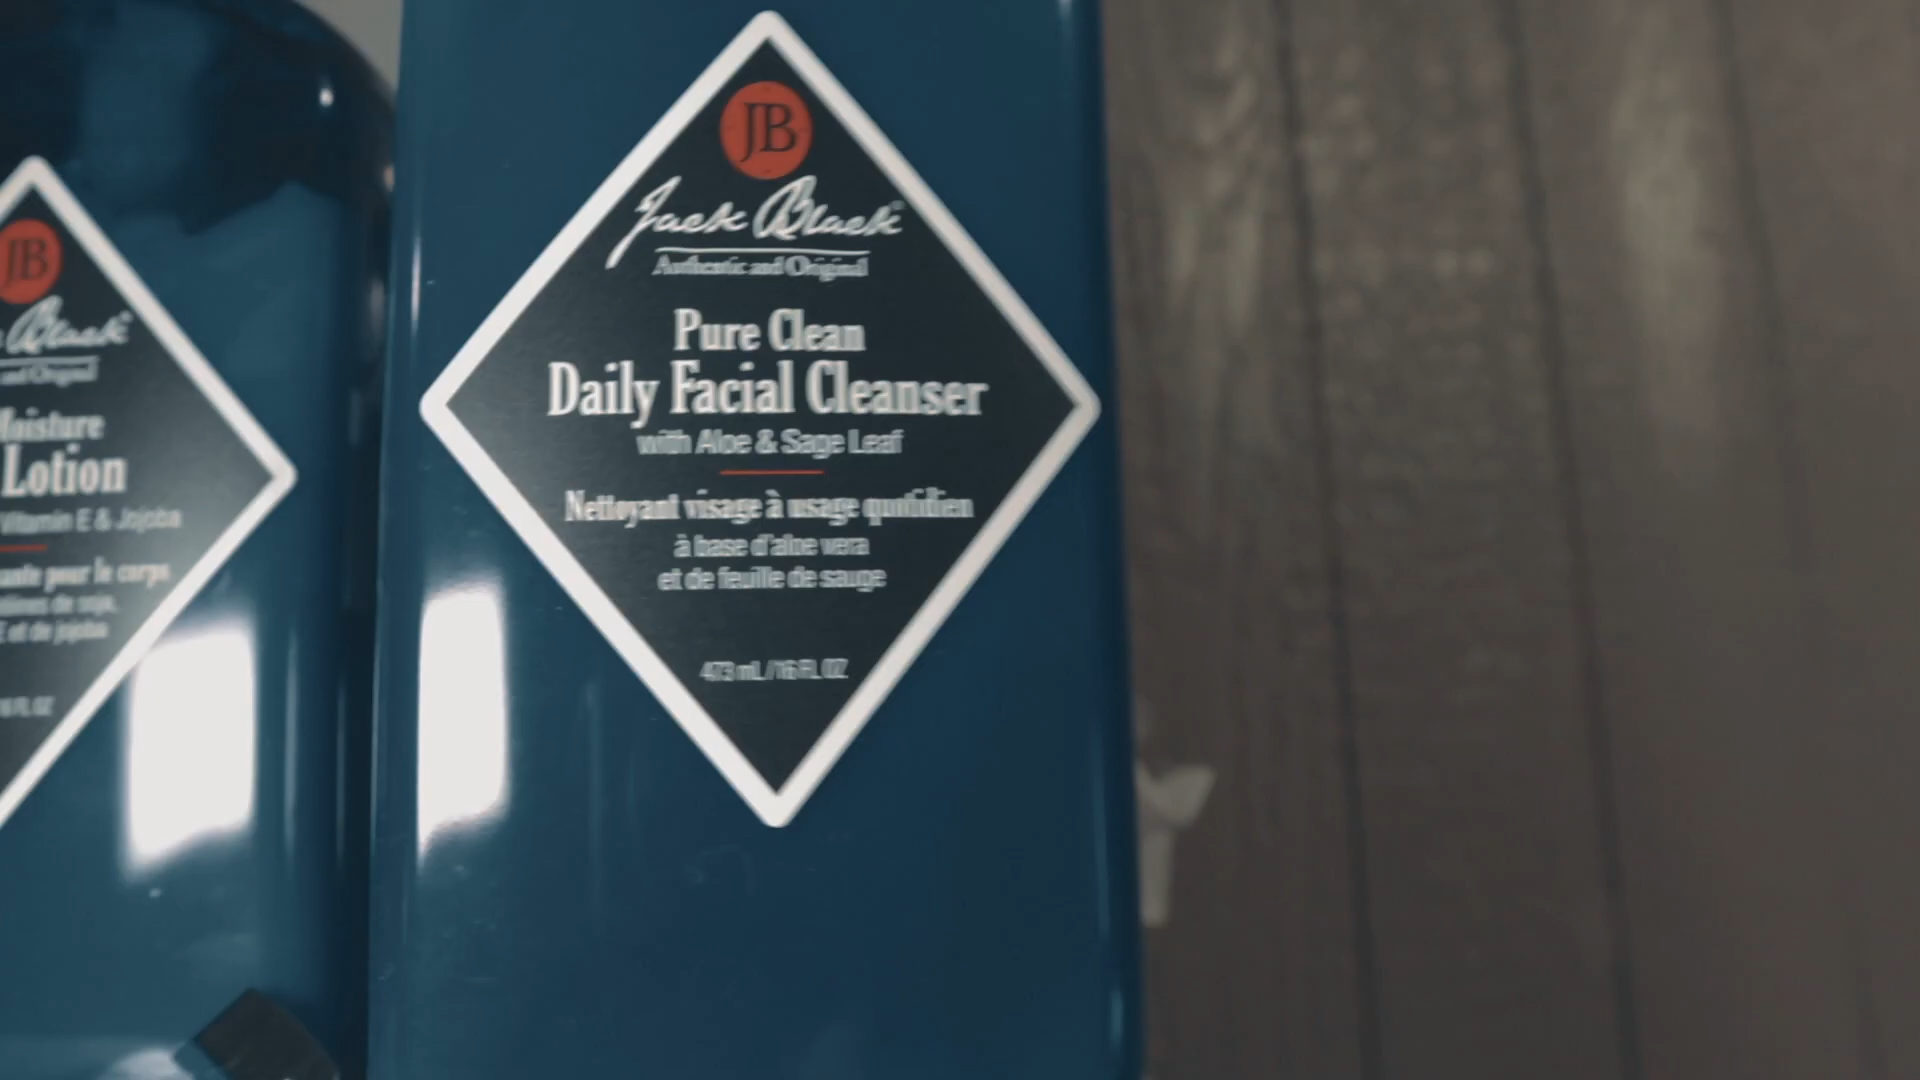 JB
Black
and Original
Moisture
Lotion
Vitamin E & Jojoba
pour le corps
de soja,
E et de jojoba
FL OZ
JB
Jack Black
Authentic and Original
Pure Clean
Daily Facial Cleanser
with Aloe & Sage Leaf
Nettoyant visage à usage quotidien
à base d'aloe vera
et de feuille de sauge
473 mL / 16 FL OZ
Y